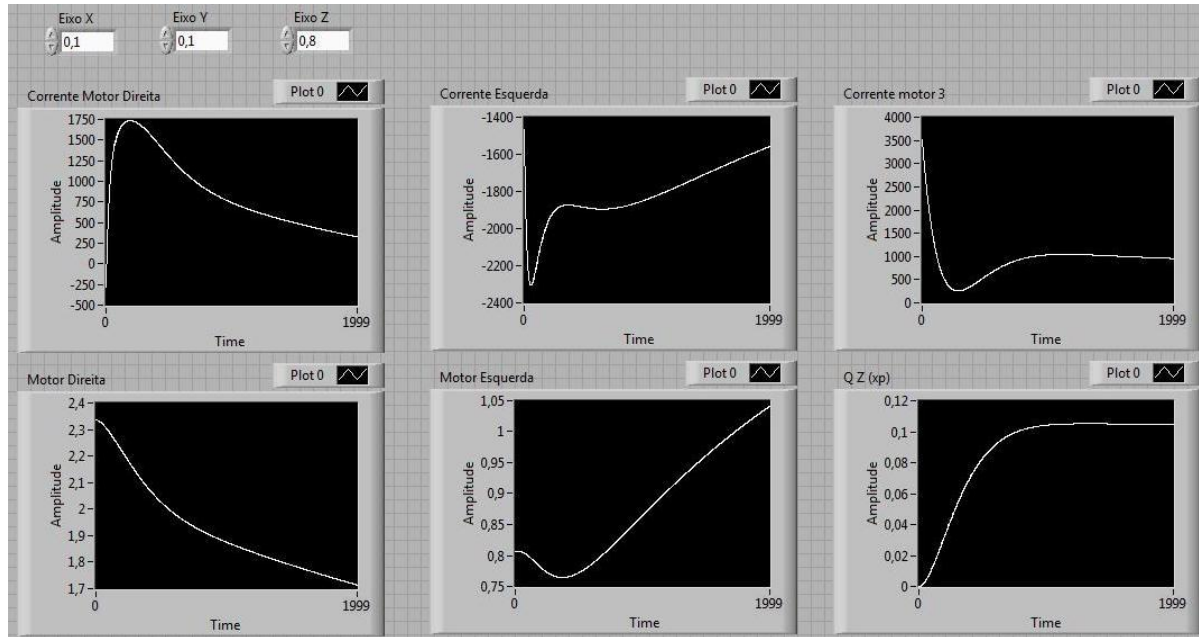 Eixo X
Eixo Y
Eixo Z
0,1
0,1
0,8
Corrente Motor Direita
Plot 0
Amplitude
1750
1500
1250
1000
750
500
250
0
-250
-500
0
1999
Time
Corrente Esquerda
Plot 0
Amplitude
-1400
-1600
-1800
-2000
-2200
-2400
0
1999
Time
Corrente motor 3
Plot 0
Amplitude
4000
3500
3000
2500
2000
1500
1000
500
0
0
1999
Time
Motor Direita
Plot 0
Amplitude
2,4
2,3
2,2
2,1
2
1,9
1,8
1,7
0
1999
Time
Motor Esquerda
Plot 0
Amplitude
1,05
1
0,95
0,9
0,85
0,8
0,75
0
1999
Time
Q Z (xp)
Plot 0
Amplitude
0,12
0,1
0,08
0,06
0,04
0,02
0
0
1999
Time